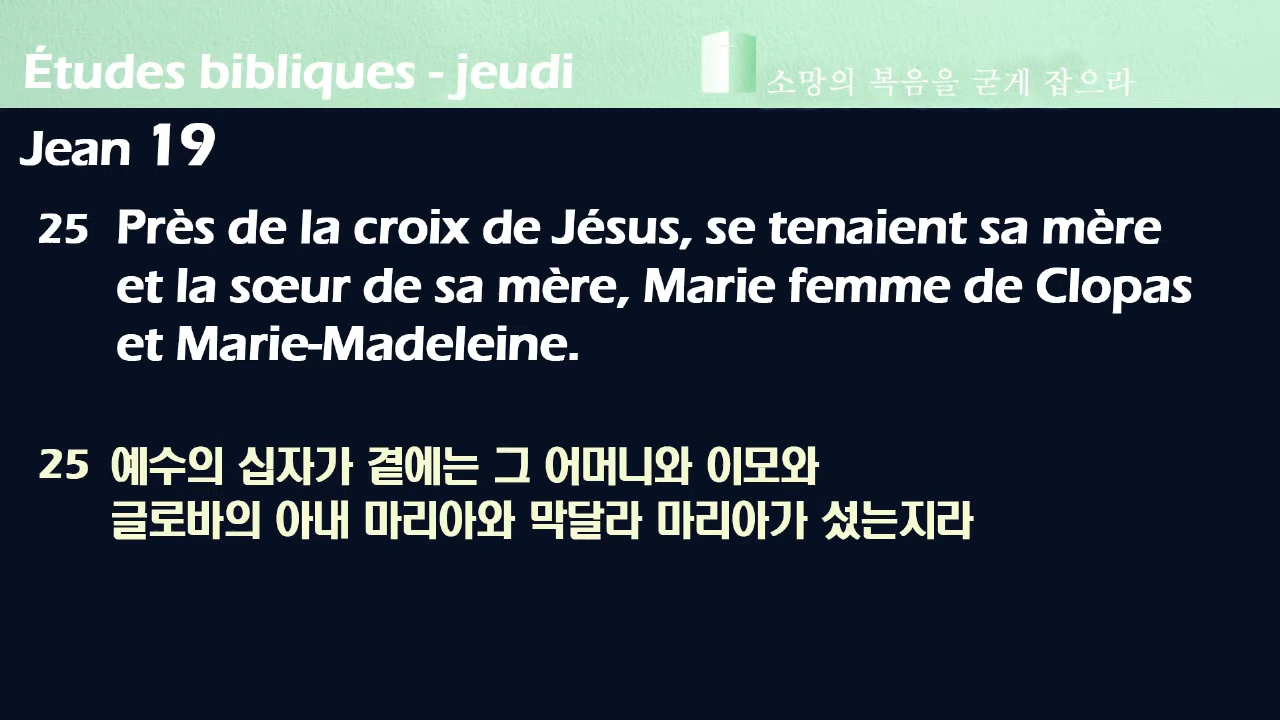 Études bibliques - jeudi
소망의 복음을 굳게 잡으라
Jean 19
25 Près de la croix de Jésus, se tenaient sa mère
et la sœur de sa mère, Marie femme de Clopas
et Marie-Madeleine.
25 예수의 십자가 곁에는 그 어머니와 이모와
글로바의 아내 마리아와 막달라 마리아가 섰는지라